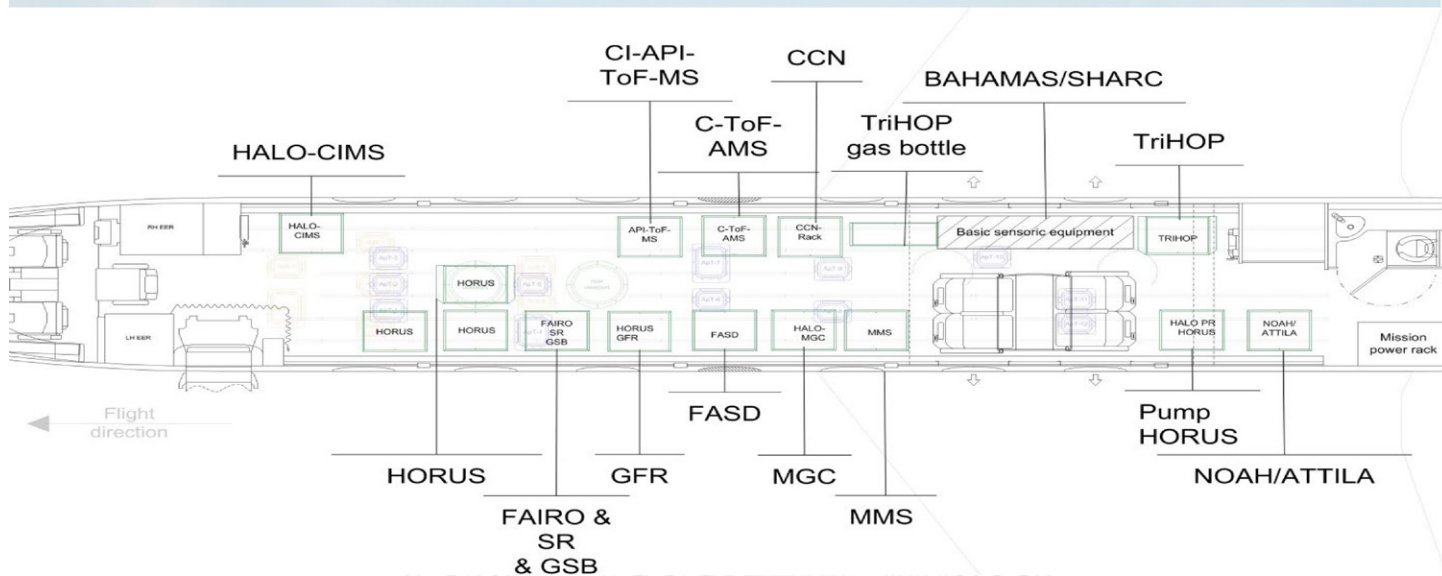 CI-API-
ToF-MS
CCN
BAHAMAS/SHARC
C-ToF-
AMS
TriHOP
gas bottle
TriHOP
HALO-CIMS
RH EER
HALO-
CIMS
API-ToF-
MS
C-ToF-
AMS
CCN-
Rack
Basic sensoric equipment
TRIHOP
HORUS
LH EER
HORUS
HORUS
FAIRO
SR
GSB
HORUS
GFR
FASD
HALO-
MGC
MMS
HALO PR
HORUS
NOAH/
ATTILA
Mission
power rack
Flight
direction
FASD
Pump
HORUS
HORUS
GFR
MGC
NOAH/ATTILA
FAIRO &
SR
& GSB
MMS